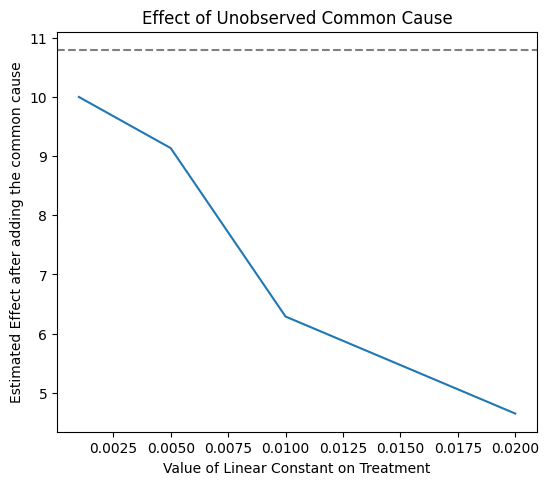 Effect of Unobserved Common Cause
11
10
9
8
7
6
5
Estimated Effect after adding the common cause
0.0025 0.0050 0.0075 0.0100 0.0125 0.0150 0.0175 0.0200
Value of Linear Constant on Treatment